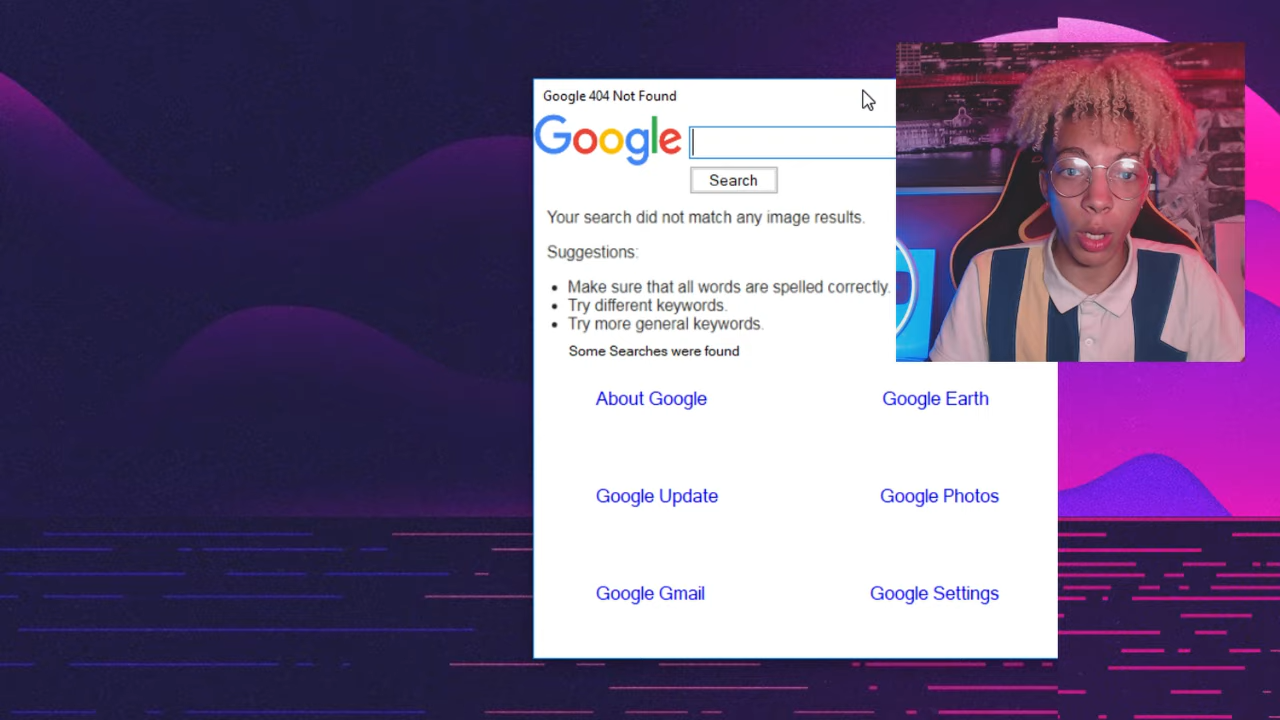 Google 404 Not Found
Google
Search
Your search did not match any image results.
Suggestions:
• Make sure that all words are spelled correctly.
• Try different keywords.
• Try more general keywords.
Some Searches were found
About Google
Google Earth
Google Update
Google Photos
Google Gmail
Google Settings